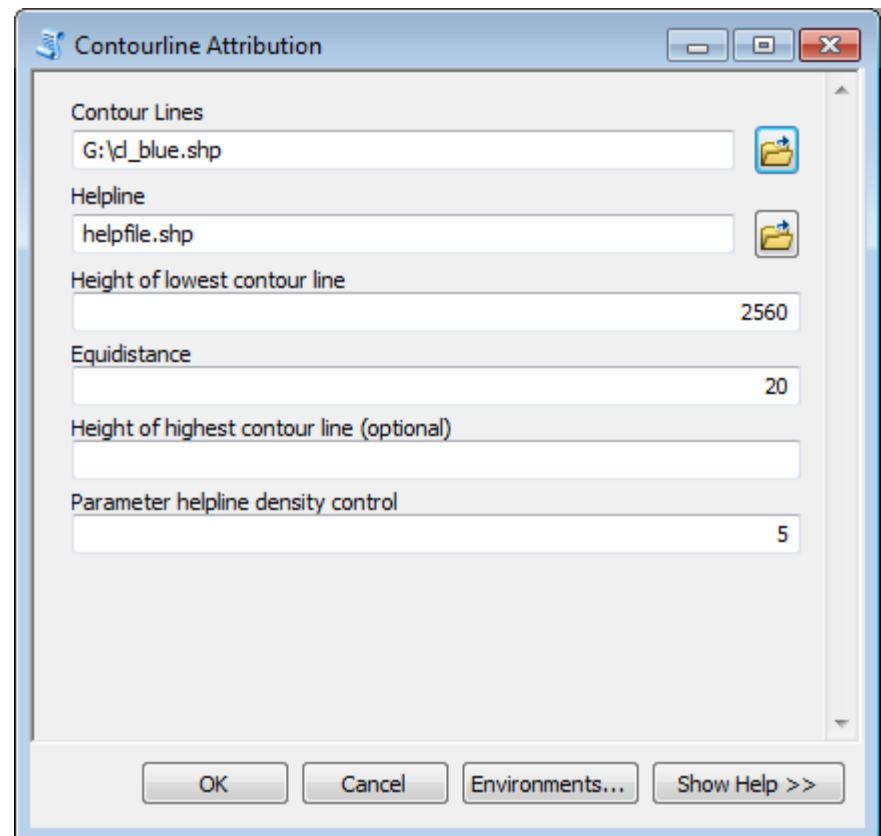 Contourline Attribution
Contour Lines
G:\cl_blue.shp
Helpline
helpfile.shp
Height of lowest contour line
2560
Equidistance
20
Height of highest contour line (optional)
Parameter helpline density control
5
OK Cancel Environments... Show Help >>